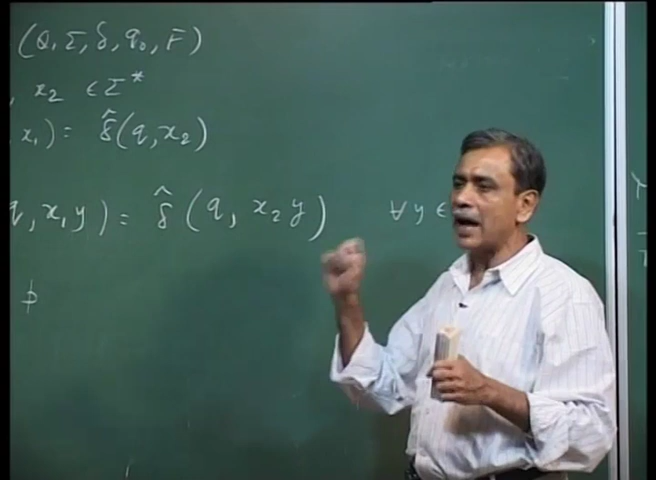 (Q, Σ, δ, q₀, F)
, x₂ ∈ Σ*
, x₁) = δ̂(q, x₂)
q, x₁y) = δ̂(q, x₂y) ∀ y ∈
ϕ